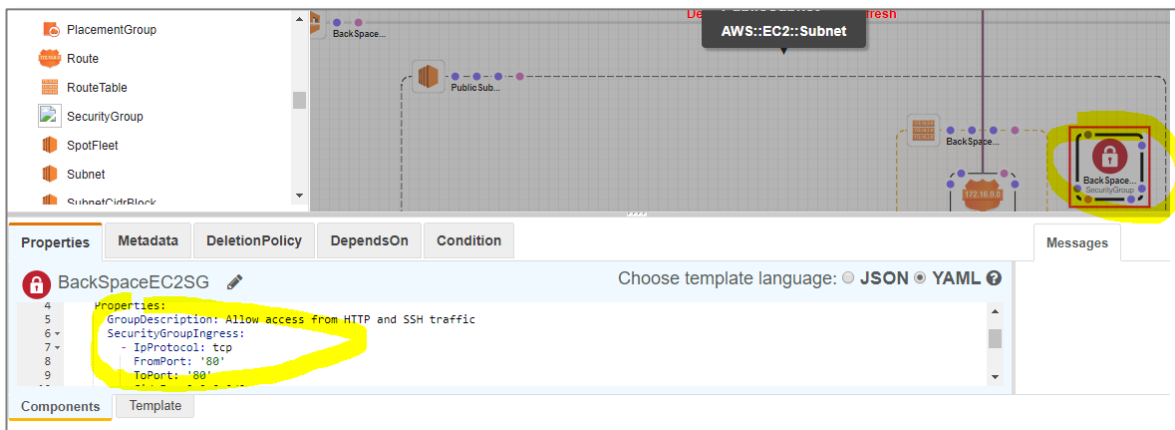 PlacementGroup
Route
RouteTable
SecurityGroup
SpotFleet
Subnet
SubnetCidrBlock
BackSpace...
AWS::EC2::Subnet
PublicSub...
BackSpace...
172.16.0.0
BackSpace...
SecurityGroup
Properties
Metadata
DeletionPolicy
DependsOn
Condition
Messages
BackSpaceEC2SG
Choose template language: JSON YAML
4 Properties:
5 GroupDescription: Allow access from HTTP and SSH traffic
6 SecurityGroupIngress:
7 - IpProtocol: tcp
8 FromPort: '80'
9 ToPort: '80'
Components
Template